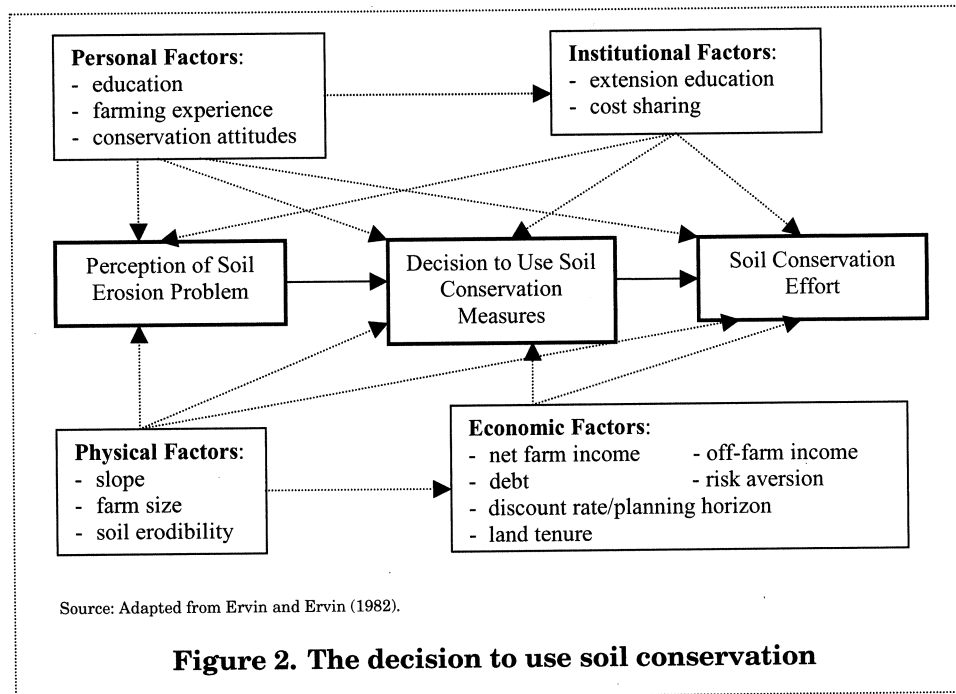 Personal Factors:
- education
- farming experience
- conservation attitudes
Institutional Factors:
- extension education
- cost sharing
Perception of Soil
Erosion Problem
Decision to Use Soil
Conservation
Measures
Soil Conservation
Effort
Physical Factors:
- slope
- farm size
- soil erodibility
Economic Factors:
- net farm income - off-farm income
- debt - risk aversion
- discount rate/planning horizon
- land tenure
Source: Adapted from Ervin and Ervin (1982).
Figure 2. The decision to use soil conservation